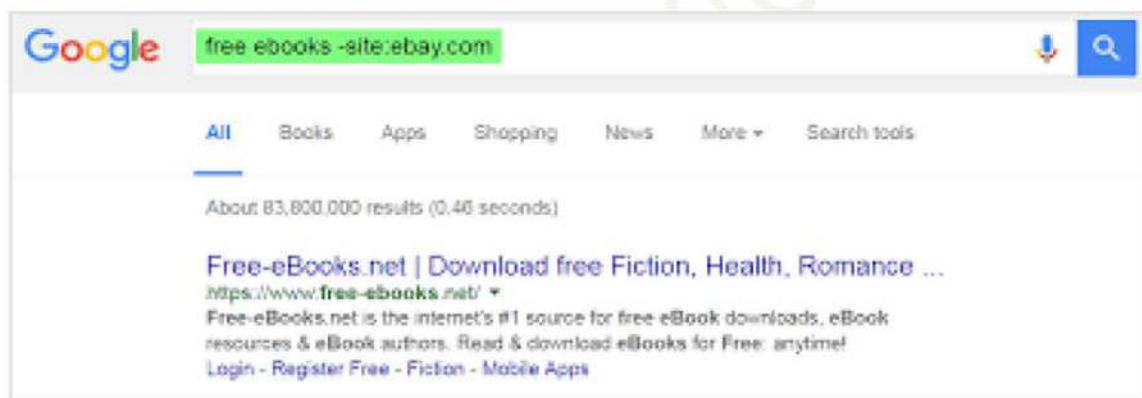 Google
free ebooks -site:ebay.com
All Books Apps Shopping News More Search tools
About 83,800,000 results (0.46 seconds)
Free-eBooks.net | Download free Fiction, Health, Romance ...
https://www.free-ebooks.net/
Free-eBooks.net is the internet's #1 source for free eBook downloads, eBook
resources & eBook authors. Read & download eBooks for Free: anytime!
Login - Register Free - Fiction - Mobile Apps